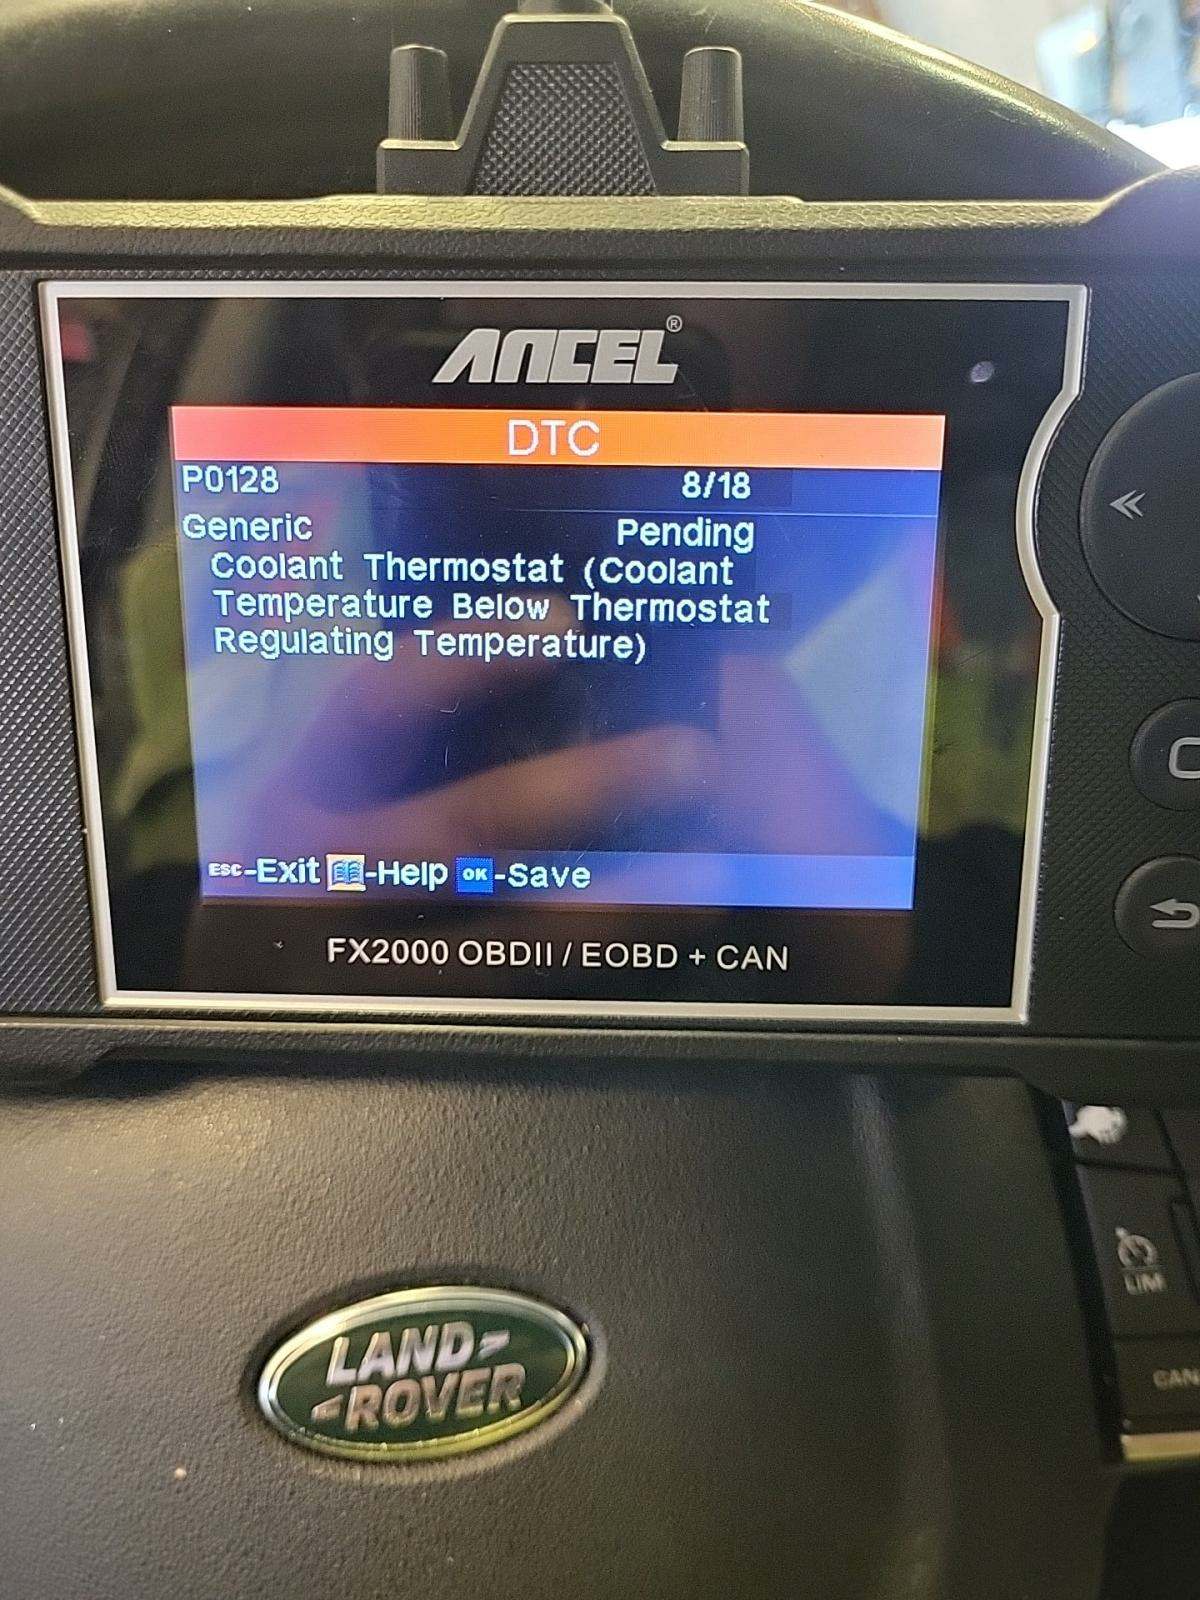 ANCEL®
DTC
P0128 8/18
Generic Pending
Coolant Thermostat (Coolant
Temperature Below Thermostat
Regulating Temperature)
ESC-Exit -Help OK-Save
FX2000 OBDII / EOBD + CAN
LIM
CAN
LAND-
-ROVER